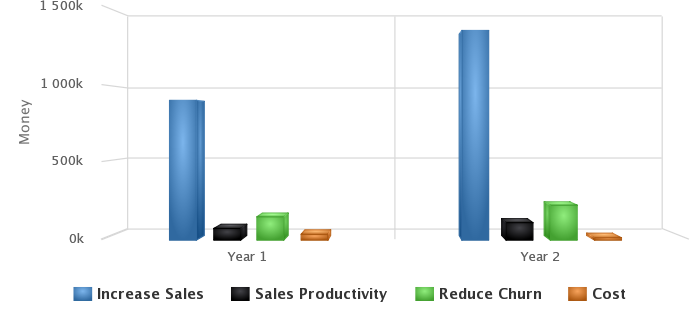 1 500k
1 000k
500k
0k
Money
Year 1
Year 2
Increase Sales
Sales Productivity
Reduce Churn
Cost